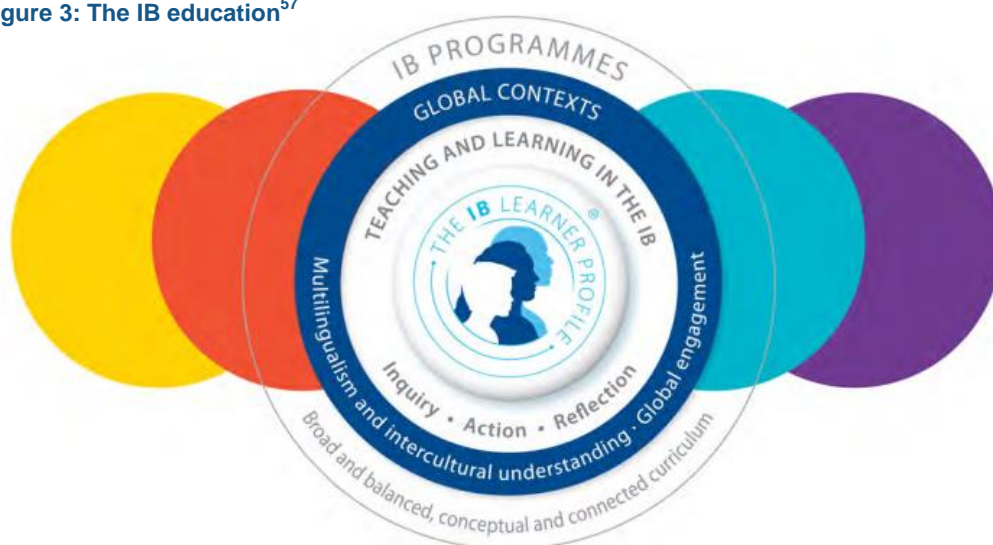 gure 3: The IB education57
IB PROGRAMMES
GLOBAL CONTEXTS
TEACHING AND LEARNING IN THE IB
THE IB LEARNER PROFILE
®
Inquiry • Action • Reflection
Multilingualism and intercultural understanding · Global engagement
Broad and balanced, conceptual and connected curriculum